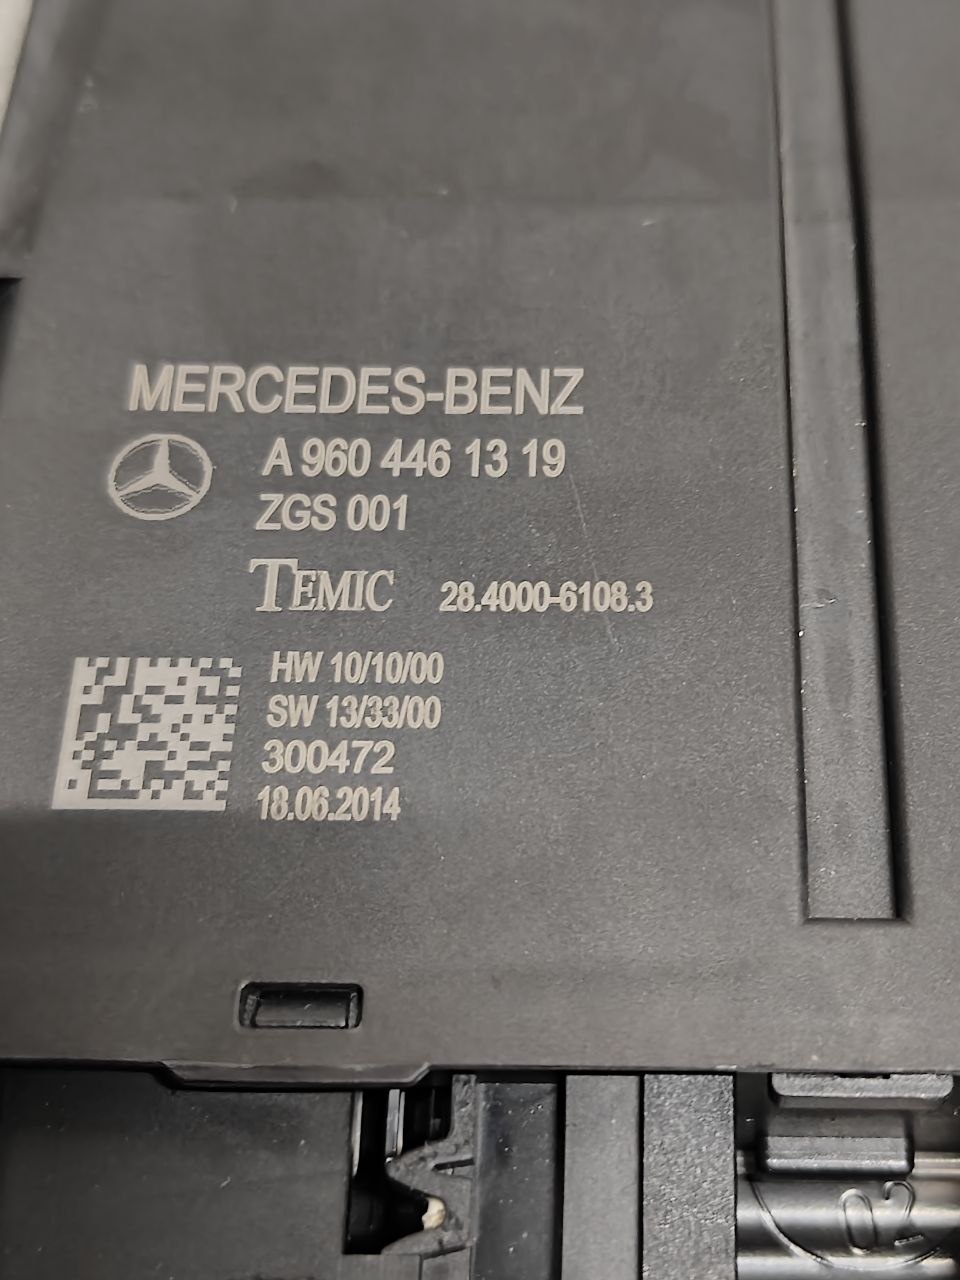 MERCEDES-BENZ
A 960 446 13 19
ZGS 001
TEMIC 28.4000-6108.3
HW 10/10/00
SW 13/33/00
300472
18.06.2014
02